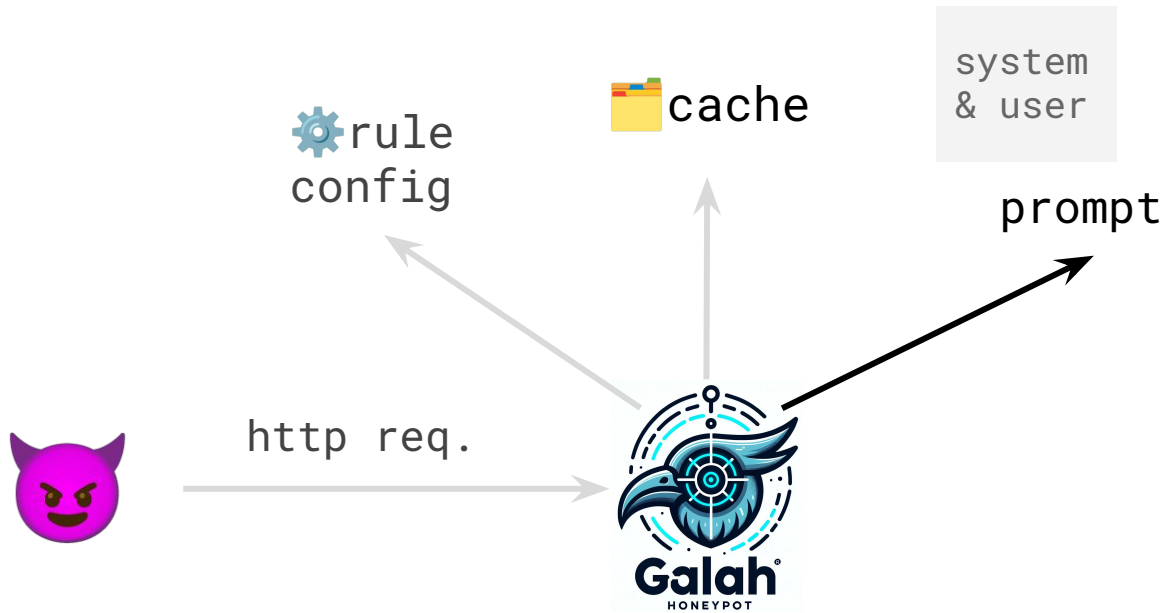 system
& user
cache
rule
config
prompt
http req.
Galah®
HONEYPOT